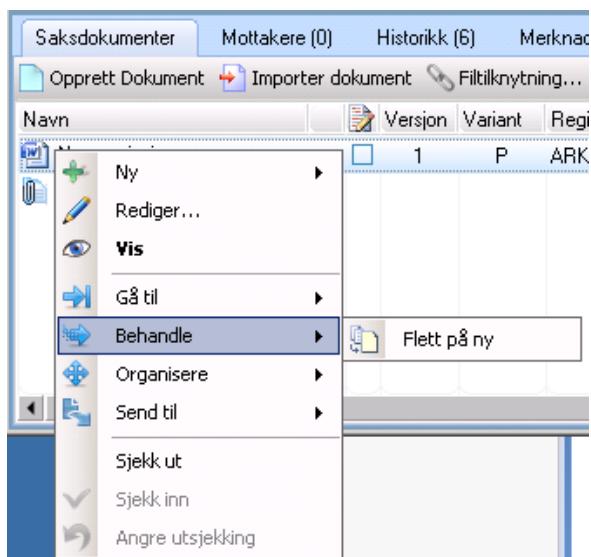 Saksdokumenter Mottakere (0) Historikk (6)
Opprett Dokument Importer dokument Filtilknytning...
Navn Versjon Variant
1 P ARK
Ny
Rediger...
Vis
Gå til
Behandle Flett på ny
Organisere
Send til
Sjekk ut
Sjekk inn
Angre utsjekking